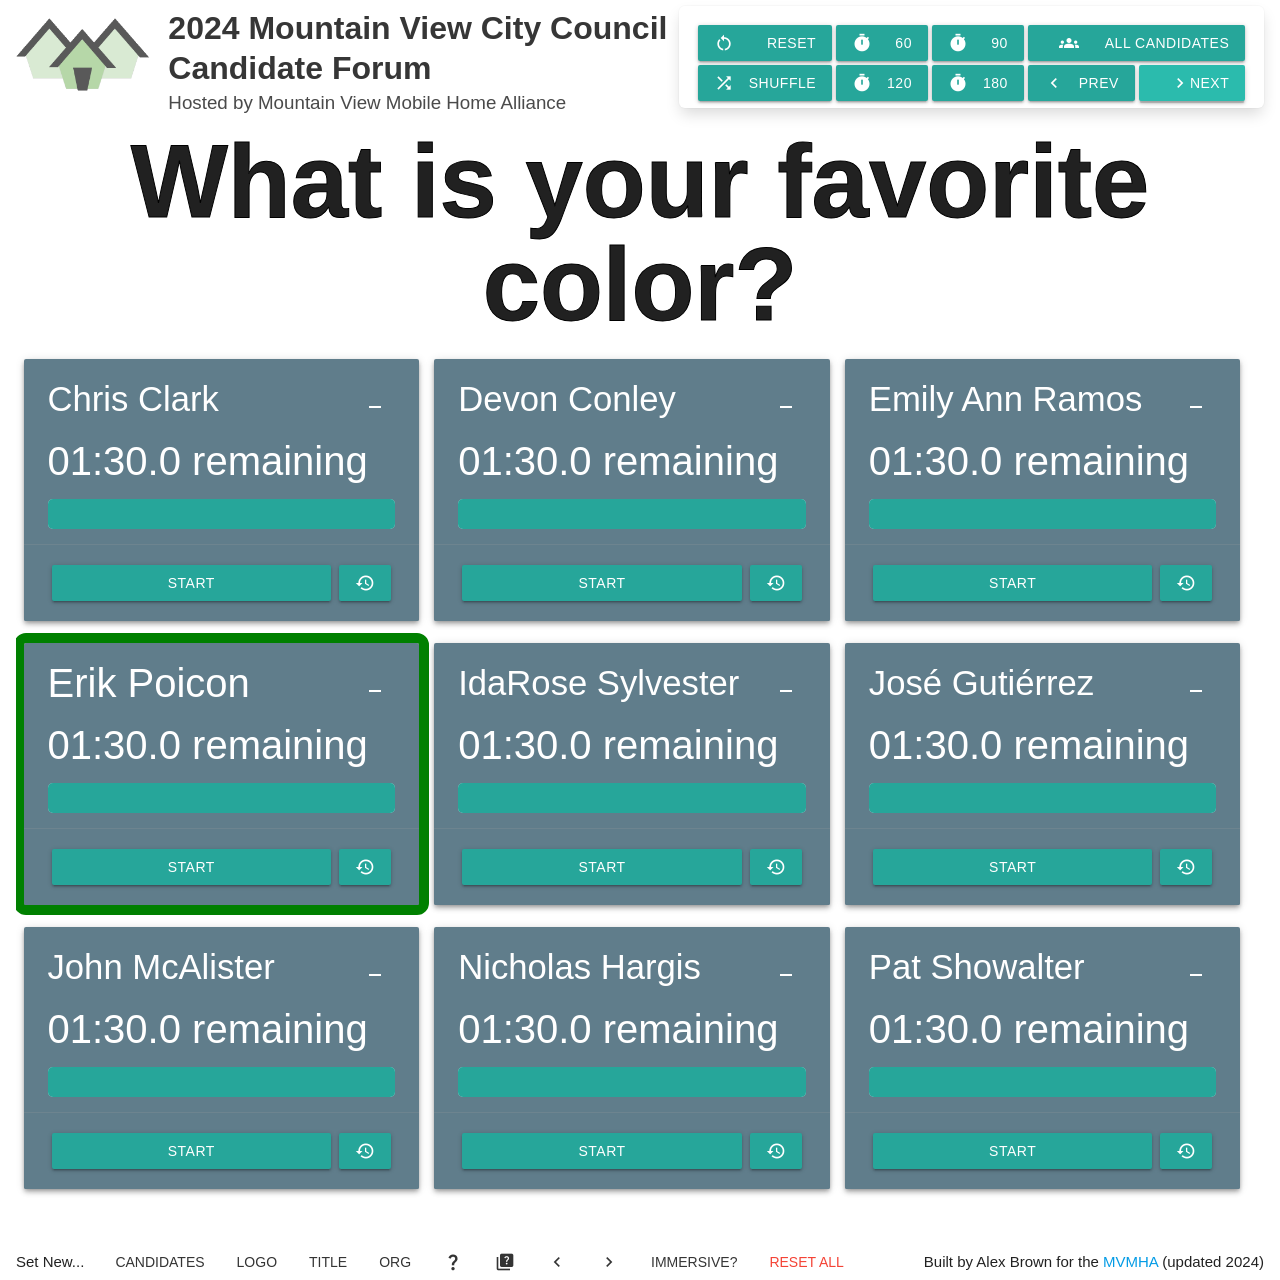 2024 Mountain View City Council
Candidate Forum
Hosted by Mountain View Mobile Home Alliance
RESET 60 90 ALL CANDIDATES
SHUFFLE 120 180 PREV NEXT
What is your favorite
color?
Chris Clark
01:30.0 remaining
START
Devon Conley
01:30.0 remaining
START
Emily Ann Ramos
01:30.0 remaining
START
Erik Poicon
01:30.0 remaining
START
IdaRose Sylvester
01:30.0 remaining
START
José Gutiérrez
01:30.0 remaining
START
John McAlister
01:30.0 remaining
START
Nicholas Hargis
01:30.0 remaining
START
Pat Showalter
01:30.0 remaining
START
Set New... CANDIDATES LOGO TITLE ORG ? IMMERSIVE? RESET ALL Built by Alex Brown for the MVMHA (updated 2024)